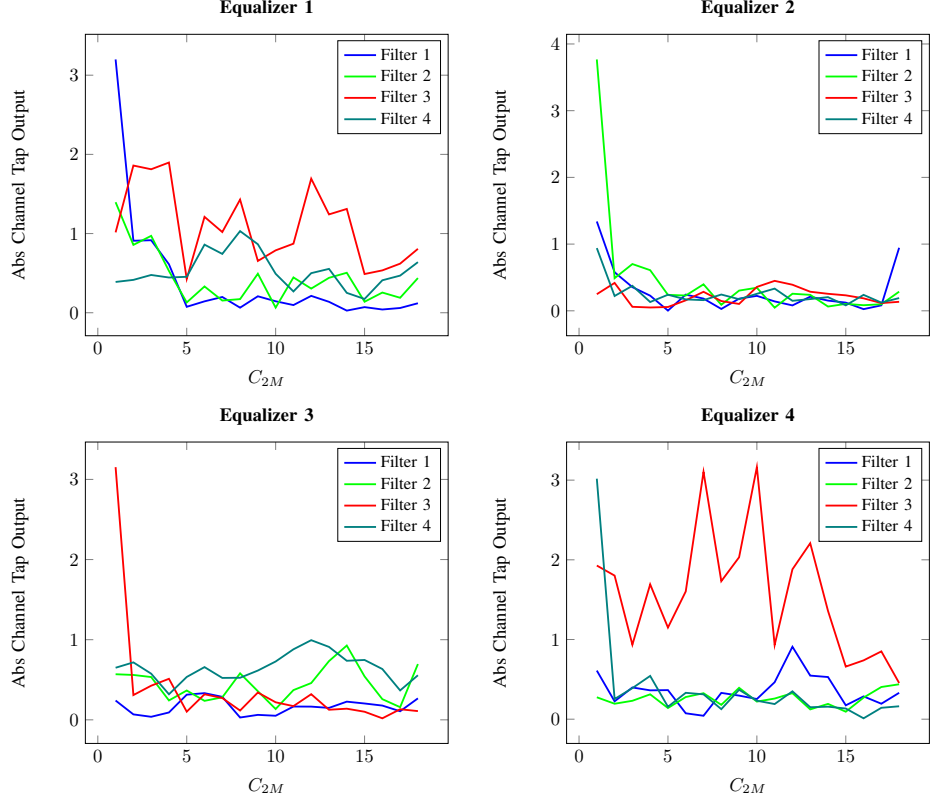 Equalizer 1
Abs Channel Tap Output
3
2
1
0
0
5
10
15
C2M
Filter 1
Filter 2
Filter 3
Filter 4
Equalizer 2
Abs Channel Tap Output
4
3
2
1
0
0
5
10
15
C2M
Filter 1
Filter 2
Filter 3
Filter 4
Equalizer 3
Abs Channel Tap Output
3
2
1
0
0
5
10
15
C2M
Filter 1
Filter 2
Filter 3
Filter 4
Equalizer 4
Abs Channel Tap Output
3
2
1
0
0
5
10
15
C2M
Filter 1
Filter 2
Filter 3
Filter 4